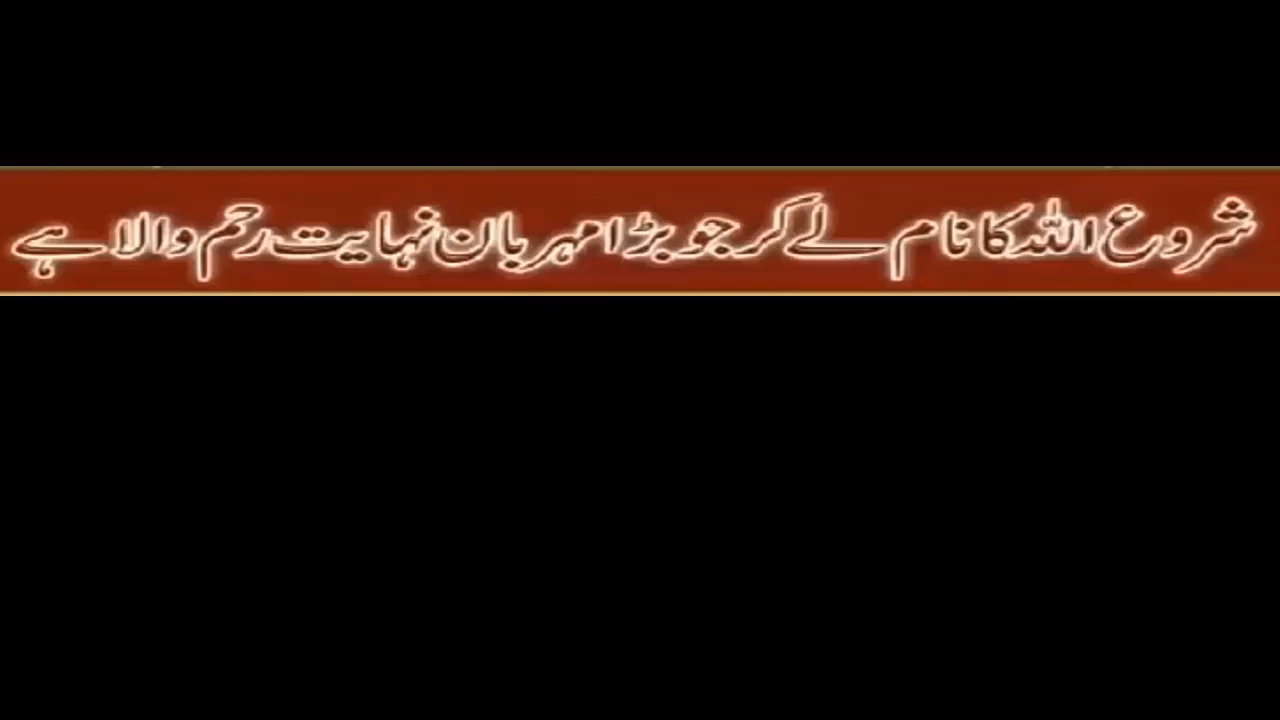 شروع اللہ کا نام لے کر جو بڑا مہربان نہایت رحم والا ہے